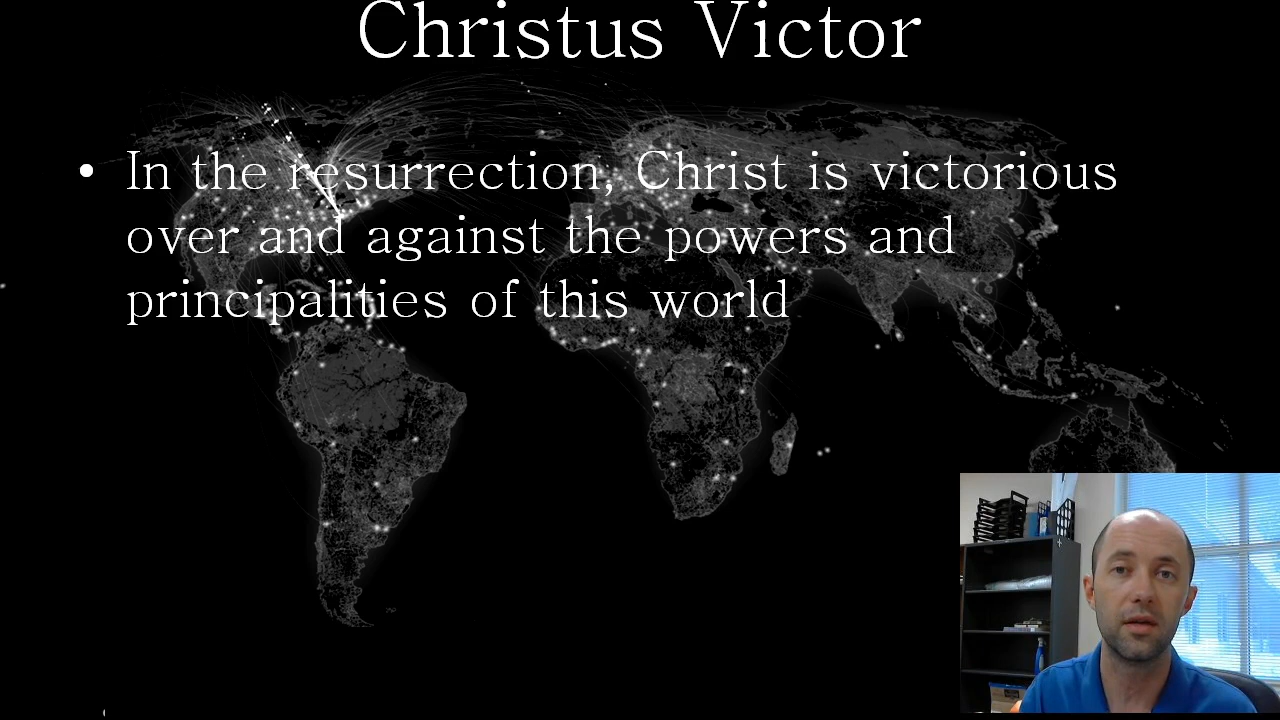 Christus Victor
• In the resurrection, Christ is victorious
over and against the powers and
principalities of this world